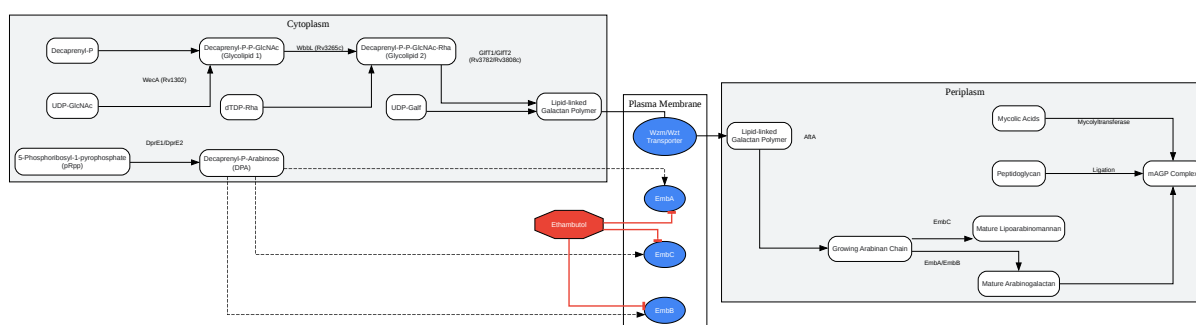 Cytoplasm
Decaprenyl-P
Decaprenyl-P-P-GlcNAc
(Glycolipid 1)
WbbL (Rv3265c)
Decaprenyl-P-P-GlcNAc-Rha
(Glycolipid 2)
GlfT1/GlfT2
(Rv3782/Rv3808c)
WecA (Rv1302)
UDP-GlcNAc
dTDP-Rha
UDP-Galf
Lipid-linked
Galactan Polymer
DprE1/DprE2
5-Phosphoribosyl-1-pyrophosphate
(pRpp)
Decaprenyl-P-Arabinose
(DPA)
Plasma Membrane
Wzm/Wzt
Transporter
EmbA
Ethambutol
EmbC
EmbB
Periplasm
Lipid-linked
Galactan Polymer
AftA
Mycolic Acids
Mycolyltransferase
Peptidoglycan
Ligation
mAGP Complex
EmbC
Mature Lipoarabinomannan
Growing Arabinan Chain
EmbA/EmbB
Mature Arabinogalactan